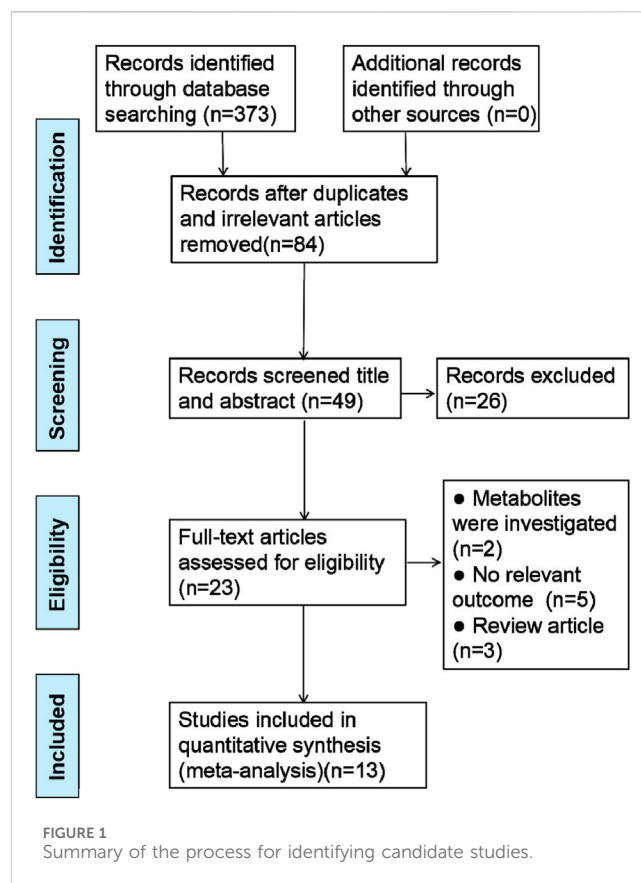 Records identified
through database
searching (n=373)
Additional records
identified through
other sources (n=0)
Identification
Records after duplicates
and irrelevant articles
removed(n=84)
Screening
Records screened title
and abstract (n=49)
Records excluded
(n=26)
Eligibility
Full-text articles
assessed for eligibility
(n=23)
● Metabolites
were investigated
(n=2)
● No relevant
outcome (n=5)
● Review article
(n=3)
Included
Studies included in
quantitative synthesis
(meta-analysis)(n=13)
FIGURE 1
Summary of the process for identifying candidate studies.